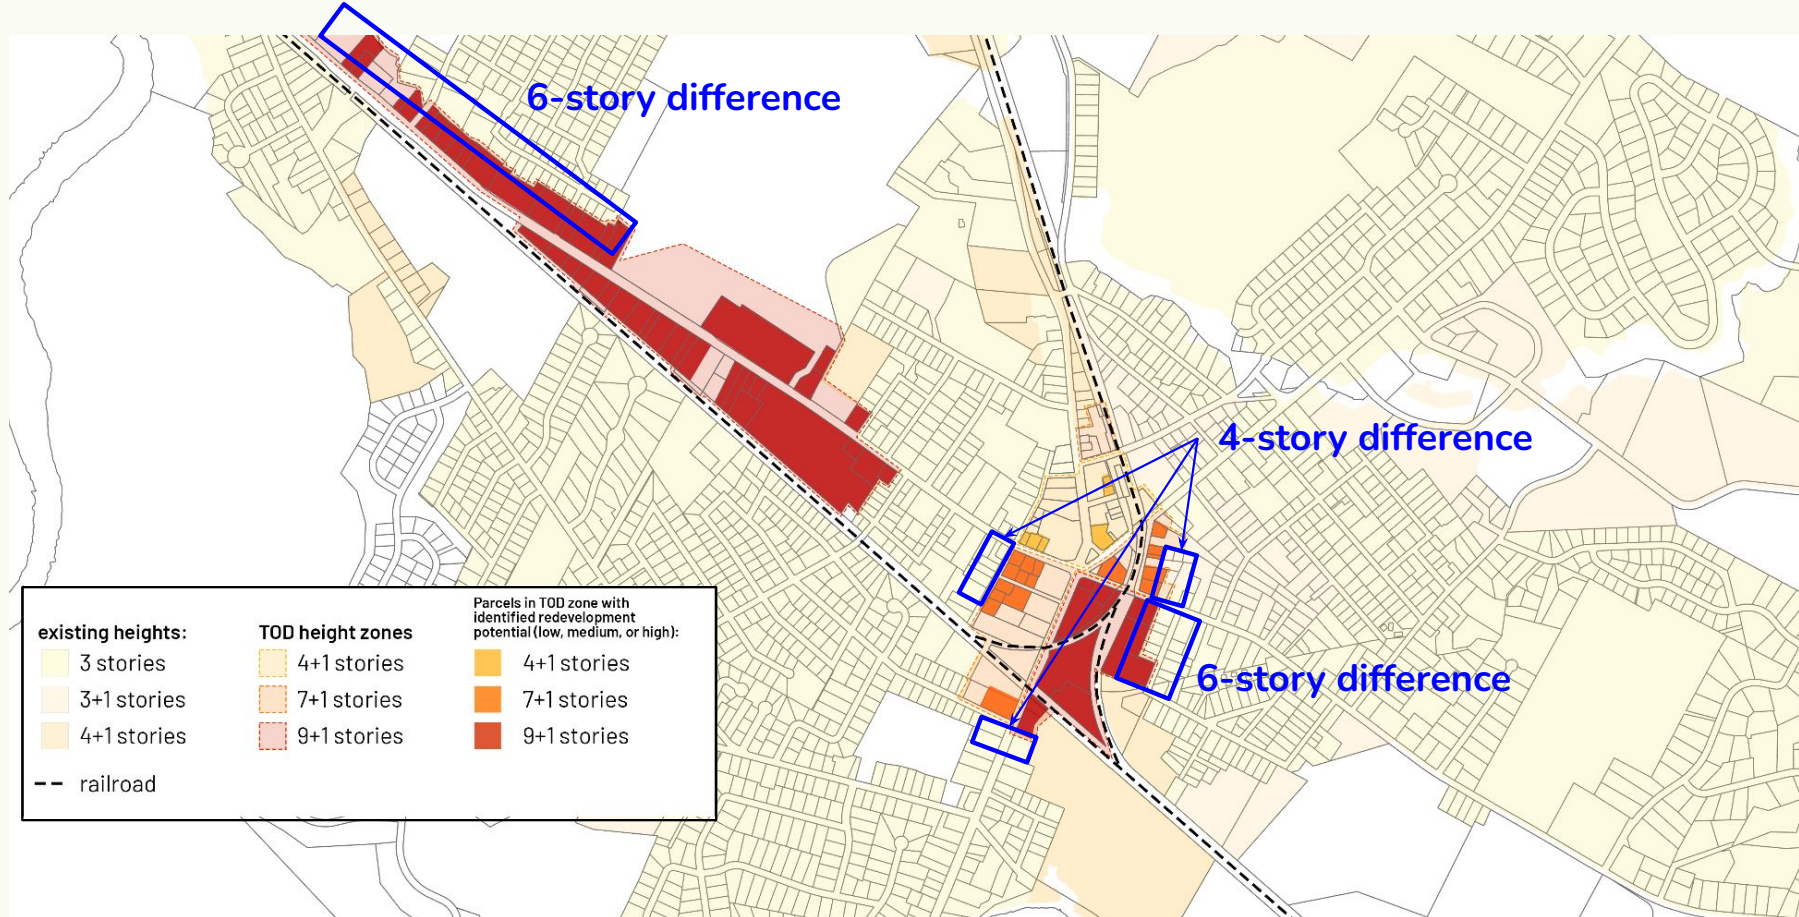 6-story difference
4-story difference
6-story difference
existing heights:
3 stories
3+1 stories
4+1 stories
railroad
TOD height zones
4+1 stories
7+1 stories
9+1 stories
Parcels in TOD zone with
identified redevelopment
potential (low, medium, or high):
4+1 stories
7+1 stories
9+1 stories